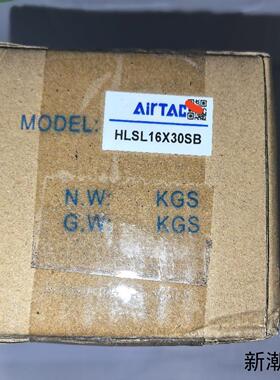 AirTAC
MODEL:
HLSL16X30SB
N.W: KGS
G.W: KGS
新潮